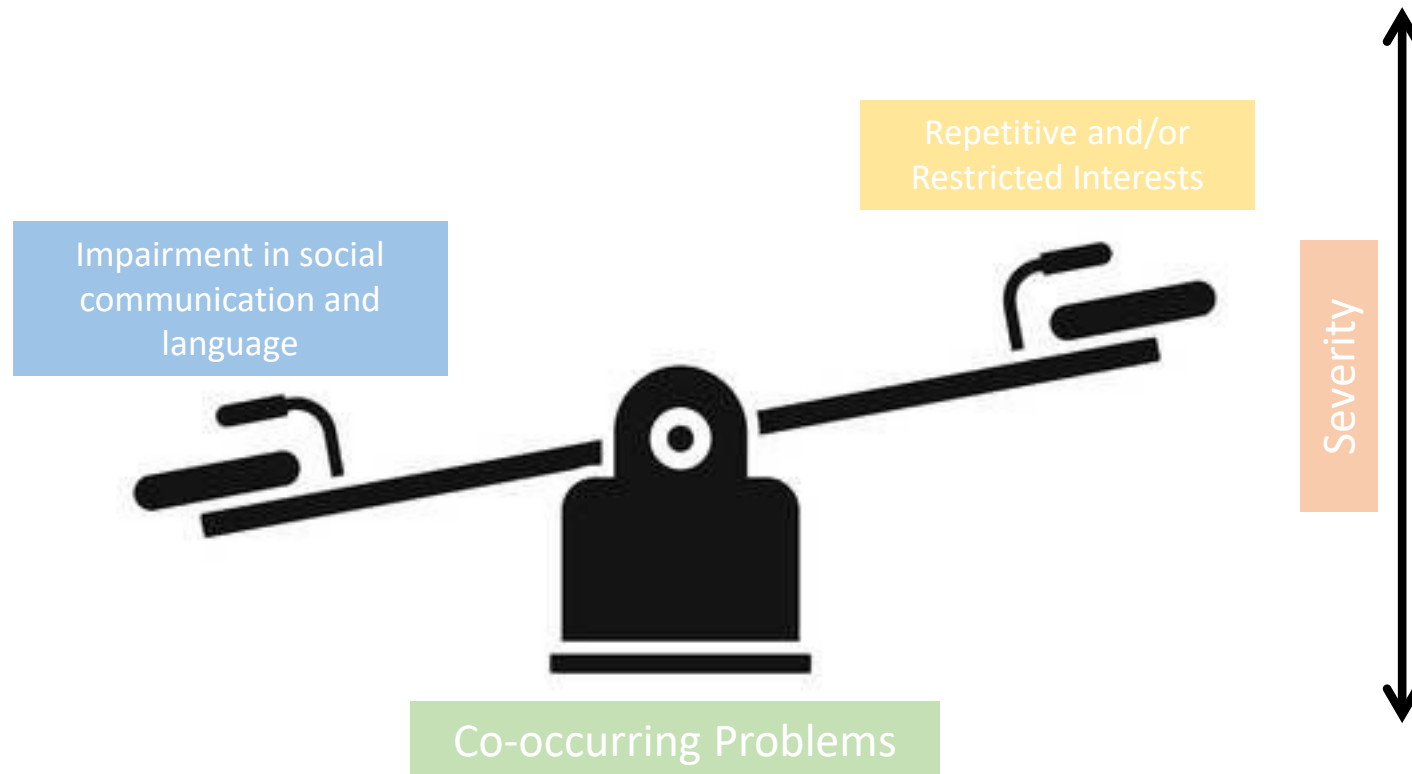 Repetitive and/or
Restricted Interests
Impairment in social
communication and
language
Severity
Co-occurring Problems